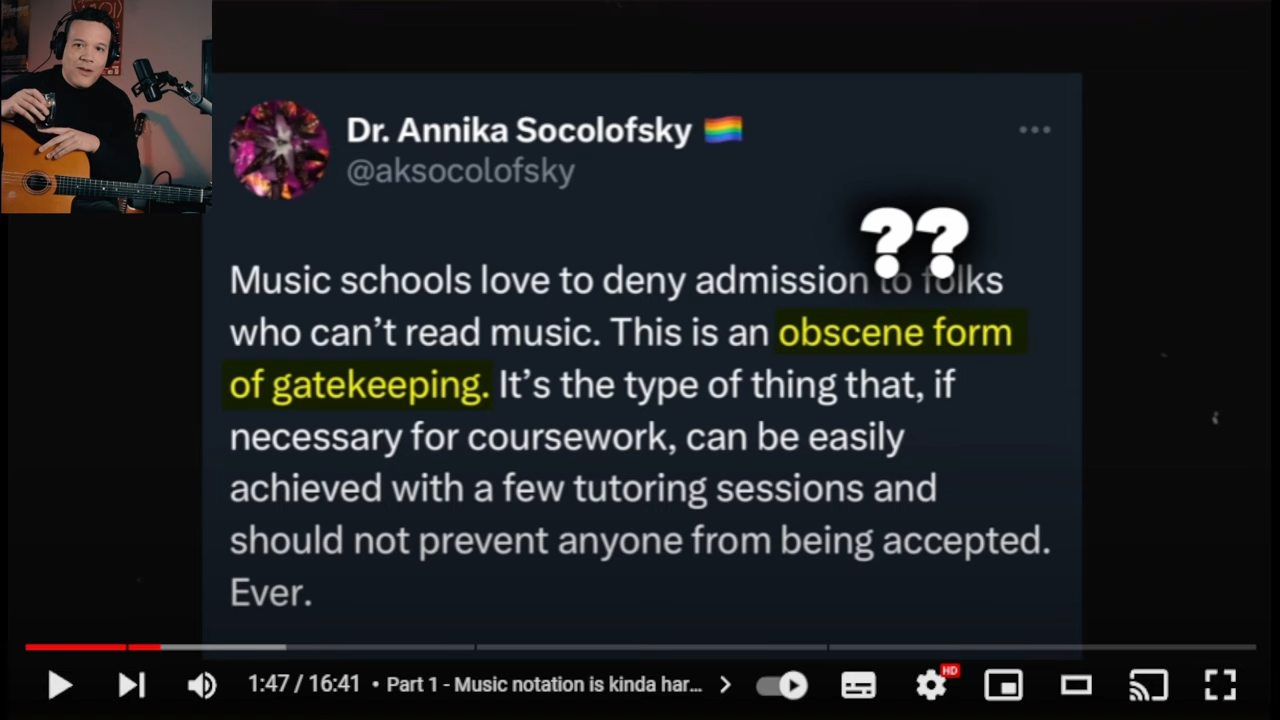 Dr. Annika Socolofsky 🏳️‍🌈
@aksocolofsky
??
Music schools love to deny admission to folks
who can’t read music. This is an obscene form
of gatekeeping. It’s the type of thing that, if
necessary for coursework, can be easily
achieved with a few tutoring sessions and
should not prevent anyone from being accepted.
Ever.
1:47 / 16:41 • Part 1 - Music notation is kinda har...
HD